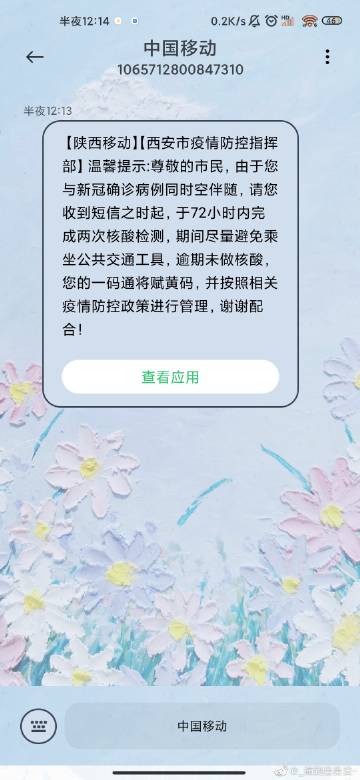 半夜12:14
0.2K/s
HD
46
中国移动
1065712800847310
半夜12:13
【陕西移动】【西安市疫情防控指挥
部】温馨提示:尊敬的市民，由于您
与新冠确诊病例同时空伴随，请您
收到短信之时起，于72小时内完
成两次核酸检测，期间尽量避免乘
坐公共交通工具，逾期未做核酸，
您的一码通将赋黄码，并按照相关
疫情防控政策进行管理，谢谢配
合！
查看应用
中国移动